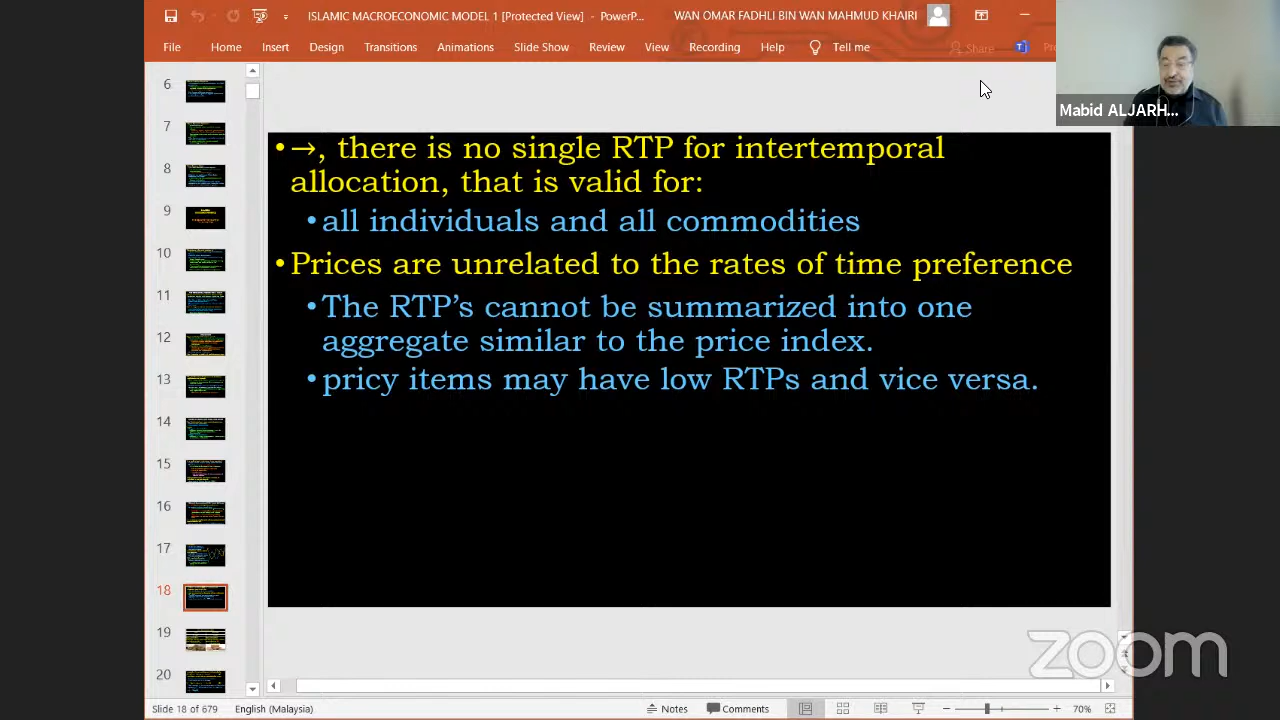 ISLAMIC MACROECONOMIC MODEL 1 [Protected View] - PowerP...
WAN OMAR FADHLI BIN WAN MAHMUD KHAIRI
File Home Insert Design Transitions Animations Slide Show Review View Recording Help Tell me Share
Mabid ALJARH...
6
7
8
9
10
11
12
13
14
15
16
17
18
19
20
•→, there is no single RTP for intertemporal
allocation, that is valid for:
•all individuals and all commodities
•Prices are unrelated to the rates of time preference
•The RTP's cannot be summarized into one
aggregate similar to the price index.
•pricy items may have low RTPs and vice versa.
zoom
Slide 18 of 679 English (Malaysia) Notes Comments 70%